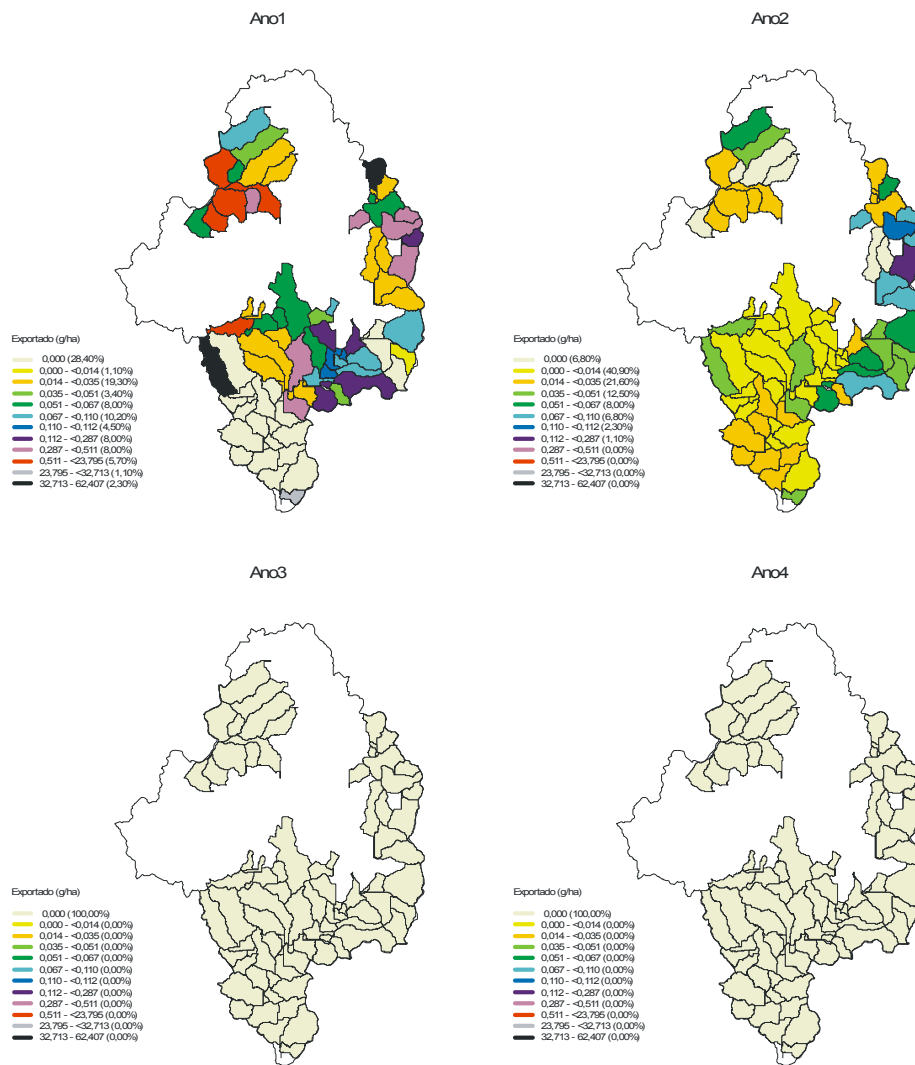 Ano1
Exportado (g/ha)
0,000 (28,40%)
0,000 - <0,014 (1,10%)
0,014 - <0,035 (19,30%)
0,035 - <0,051 (3,40%)
0,051 - <0,067 (8,00%)
0,067 - <0,110 (10,20%)
0,110 - <0,112 (4,50%)
0,112 - <0,287 (8,00%)
0,287 - <0,511 (8,00%)
0,511 - <23,795 (5,70%)
23,795 - <32,713 (1,10%)
32,713 - 62,407 (2,30%)
Ano2
Exportado (g/ha)
0,000 (6,80%)
0,000 - <0,014 (40,90%)
0,014 - <0,035 (21,60%)
0,035 - <0,051 (12,50%)
0,051 - <0,067 (8,00%)
0,067 - <0,110 (6,80%)
0,110 - <0,112 (2,30%)
0,112 - <0,287 (1,10%)
0,287 - <0,511 (0,00%)
0,511 - <23,795 (0,00%)
23,795 - <32,713 (0,00%)
32,713 - 62,407 (0,00%)
Ano3
Exportado (g/ha)
0,000 (100,00%)
0,000 - <0,014 (0,00%)
0,014 - <0,035 (0,00%)
0,035 - <0,051 (0,00%)
0,051 - <0,067 (0,00%)
0,067 - <0,110 (0,00%)
0,110 - <0,112 (0,00%)
0,112 - <0,287 (0,00%)
0,287 - <0,511 (0,00%)
0,511 - <23,795 (0,00%)
23,795 - <32,713 (0,00%)
32,713 - 62,407 (0,00%)
Ano4
Exportado (g/ha)
0,000 (100,00%)
0,000 - <0,014 (0,00%)
0,014 - <0,035 (0,00%)
0,035 - <0,051 (0,00%)
0,051 - <0,067 (0,00%)
0,067 - <0,110 (0,00%)
0,110 - <0,112 (0,00%)
0,112 - <0,287 (0,00%)
0,287 - <0,511 (0,00%)
0,511 - <23,795 (0,00%)
23,795 - <32,713 (0,00%)
32,713 - 62,407 (0,00%)